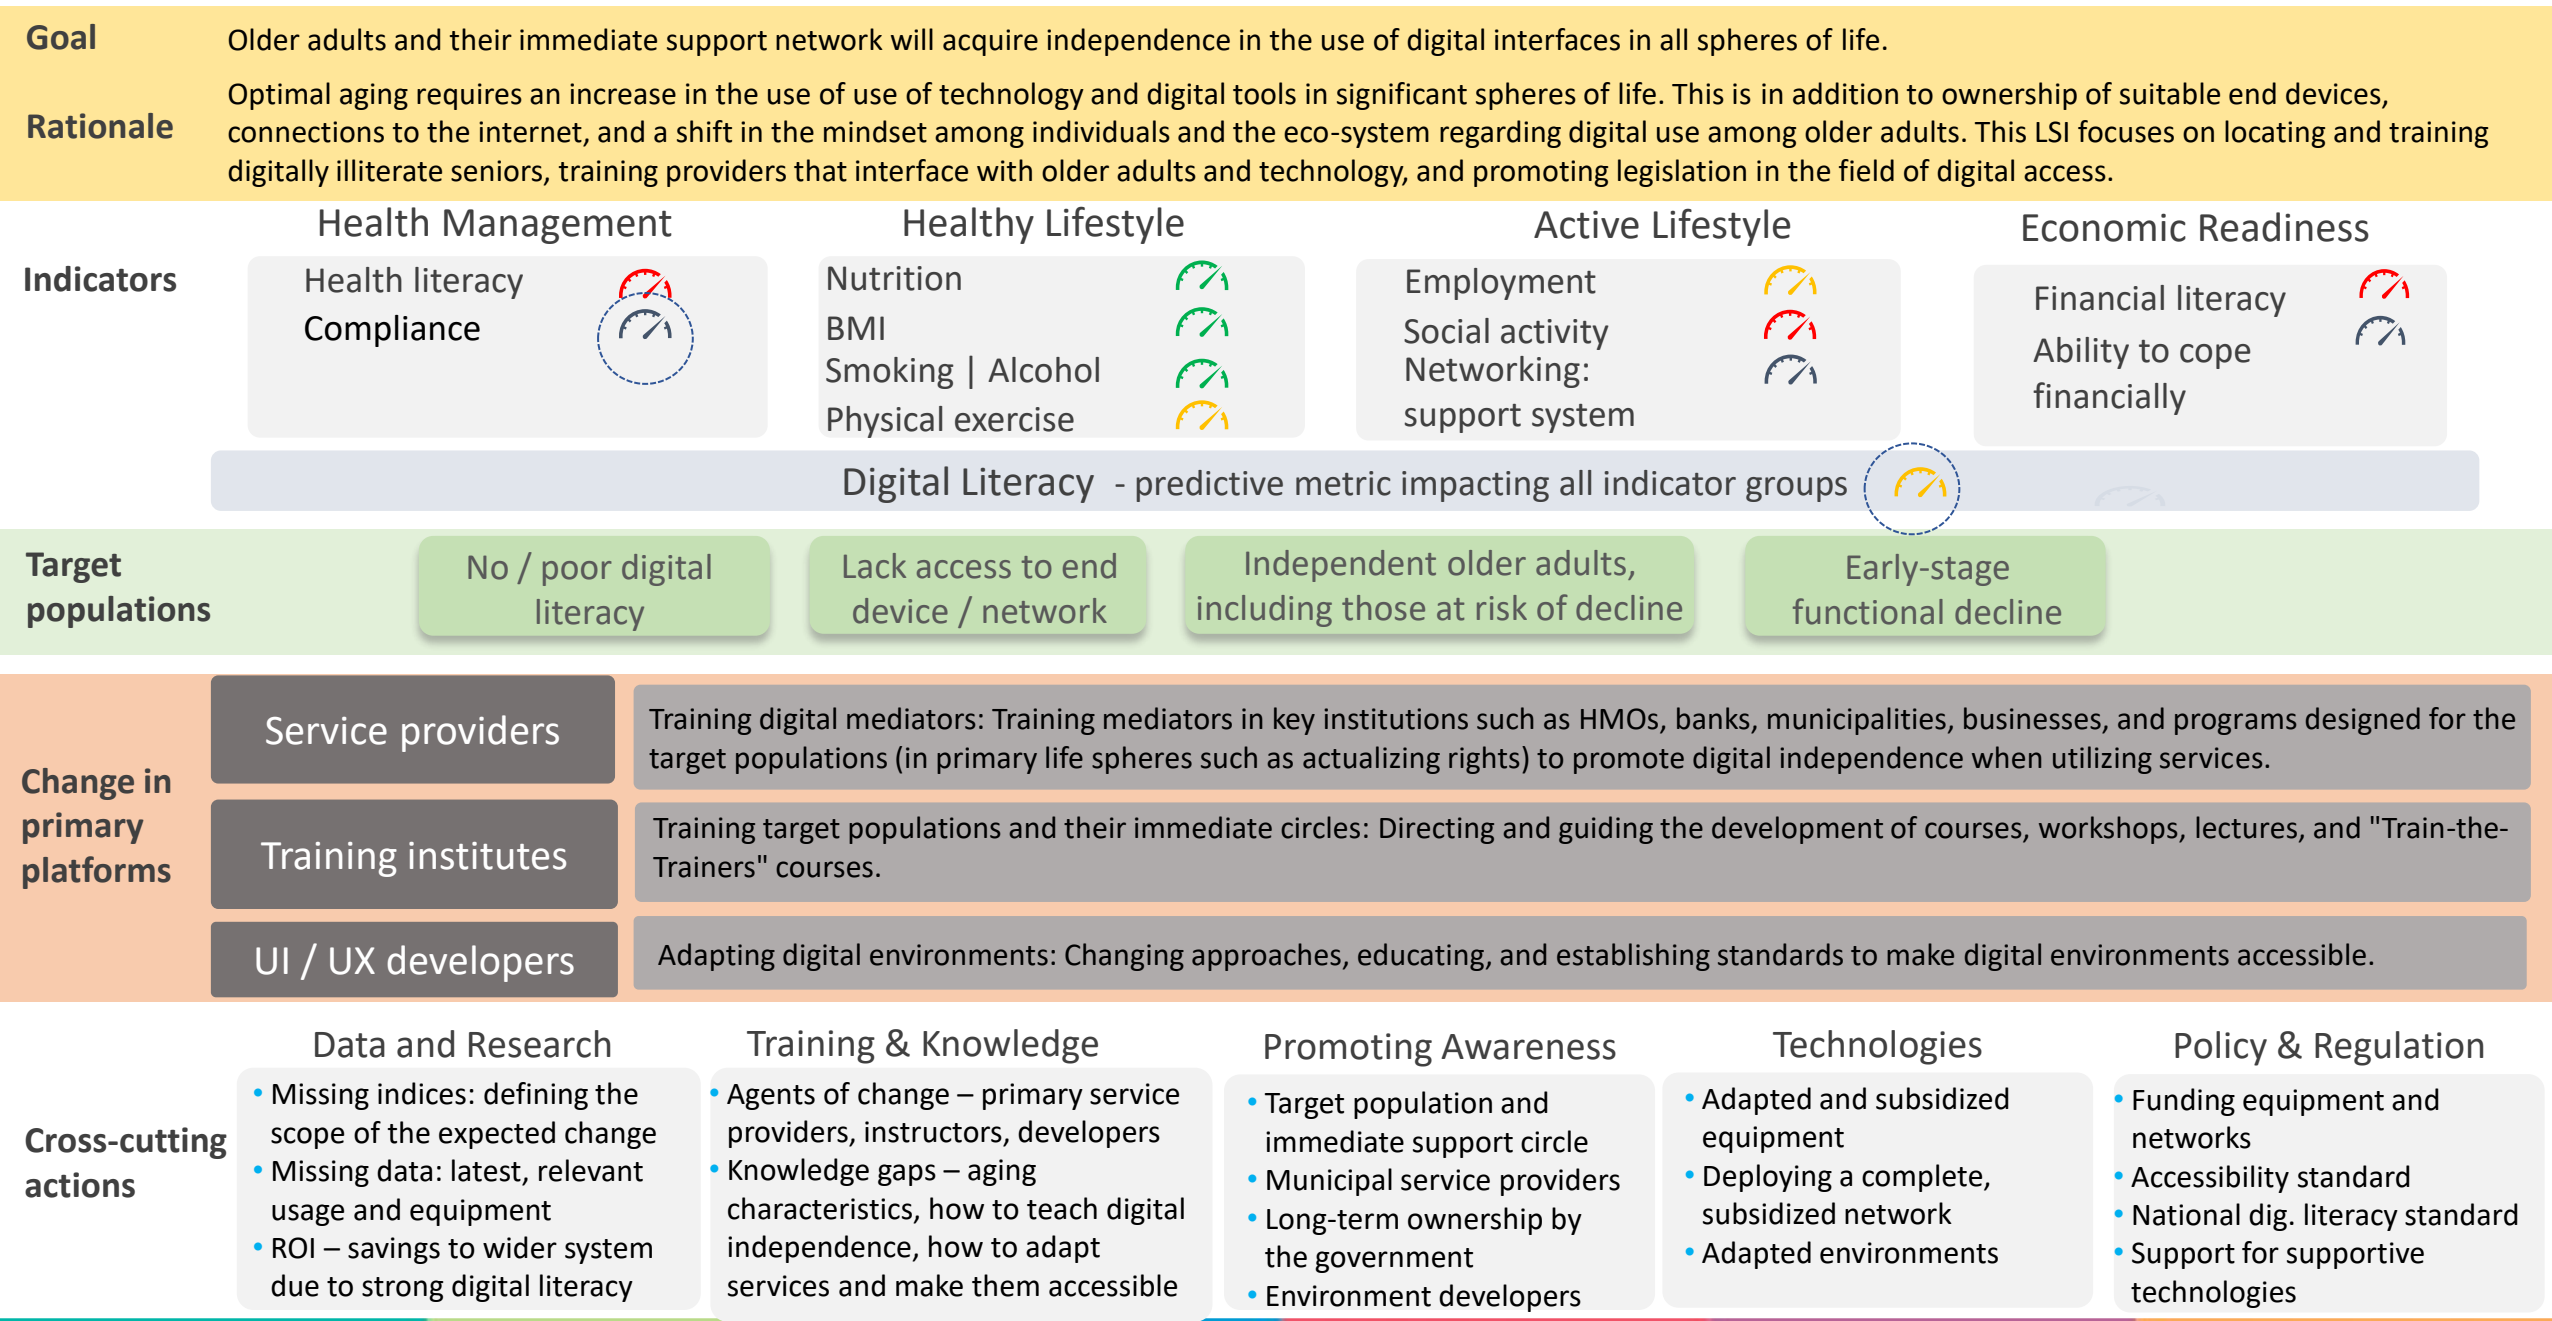 Goal
Older adults and their immediate support network will acquire independence in the use of digital interfaces in all spheres of life.
Rationale
Optimal aging requires an increase in the use of use of technology and digital tools in significant spheres of life. This is in addition to ownership of suitable end devices,
connections to the internet, and a shift in the mindset among individuals and the eco-system regarding digital use among older adults. This LSI focuses on locating and training
digitally illiterate seniors, training providers that interface with older adults and technology, and promoting legislation in the field of digital access.
Indicators
Health Management
Health literacy
Compliance
Healthy Lifestyle
Nutrition
BMI
Smoking | Alcohol
Physical exercise
Active Lifestyle
Employment
Social activity
Networking:
support system
Economic Readiness
Financial literacy
Ability to cope
financially
Digital Literacy - predictive metric impacting all indicator groups
Target
populations
No / poor digital
literacy
Lack access to end
device / network
Independent older adults,
including those at risk of decline
Early-stage
functional decline
Change in
primary
platforms
Service providers
Training digital mediators: Training mediators in key institutions such as HMOs, banks, municipalities, businesses, and programs designed for the
target populations (in primary life spheres such as actualizing rights) to promote digital independence when utilizing services.
Training institutes
Training target populations and their immediate circles: Directing and guiding the development of courses, workshops, lectures, and "Train-the-
Trainers" courses.
UI / UX developers
Adapting digital environments: Changing approaches, educating, and establishing standards to make digital environments accessible.
Cross-cutting
actions
Data and Research
• Missing indices: defining the
scope of the expected change
• Missing data: latest, relevant
usage and equipment
• ROI – savings to wider system
due to strong digital literacy
Training & Knowledge
• Agents of change – primary service
providers, instructors, developers
• Knowledge gaps – aging
characteristics, how to teach digital
independence, how to adapt
services and make them accessible
Promoting Awareness
• Target population and
immediate support circle
• Municipal service providers
• Long-term ownership by
the government
• Environment developers
Technologies
• Adapted and subsidized
equipment
• Deploying a complete,
subsidized network
• Adapted environments
Policy & Regulation
• Funding equipment and
networks
• Accessibility standard
• National dig. literacy standard
• Support for supportive
technologies